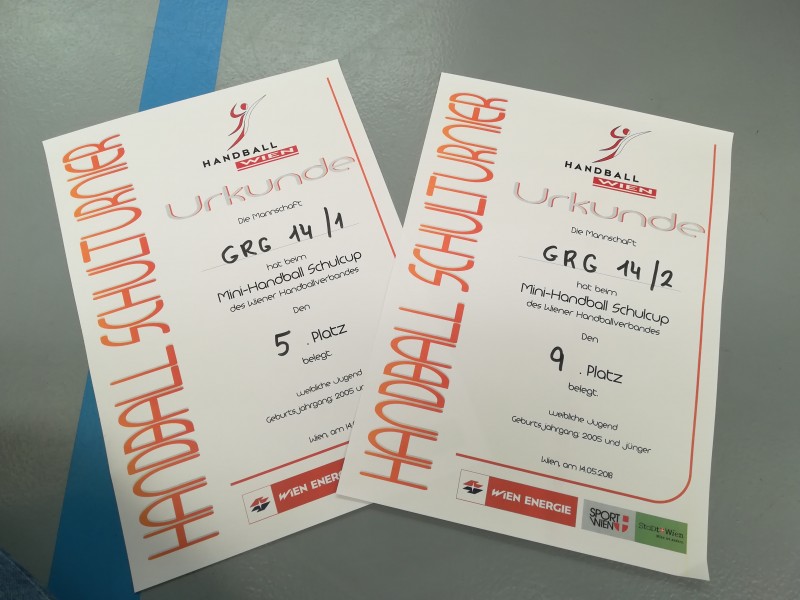 HANDBALL SCHULTURNIER
HANDBALL
WIEN
Urkunde
Die Mannschaft
GRG 14/1
hat beim
Mini-Handball Schulcup
des Wiener Handballverbandes
Den
5. Platz
belegt.
weibliche Jugend
Geburtsjahrgang: 2005 un
Wien, am 14.
WIEN ENERGIE
HANDBALL SCHULTURNIER
HANDBALL
WIEN
Urkunde
Die Mannschaft
GRG 14/2
hat beim
Mini-Handball Schulcup
des Wiener Handballverbandes
Den
9. Platz
belegt.
weibliche Jugend
Geburtsjahrgang: 2005 und jünger
Wien, am 14.05.2018
WIEN ENERGIE
SPORT
WIEN
Stadt Wien